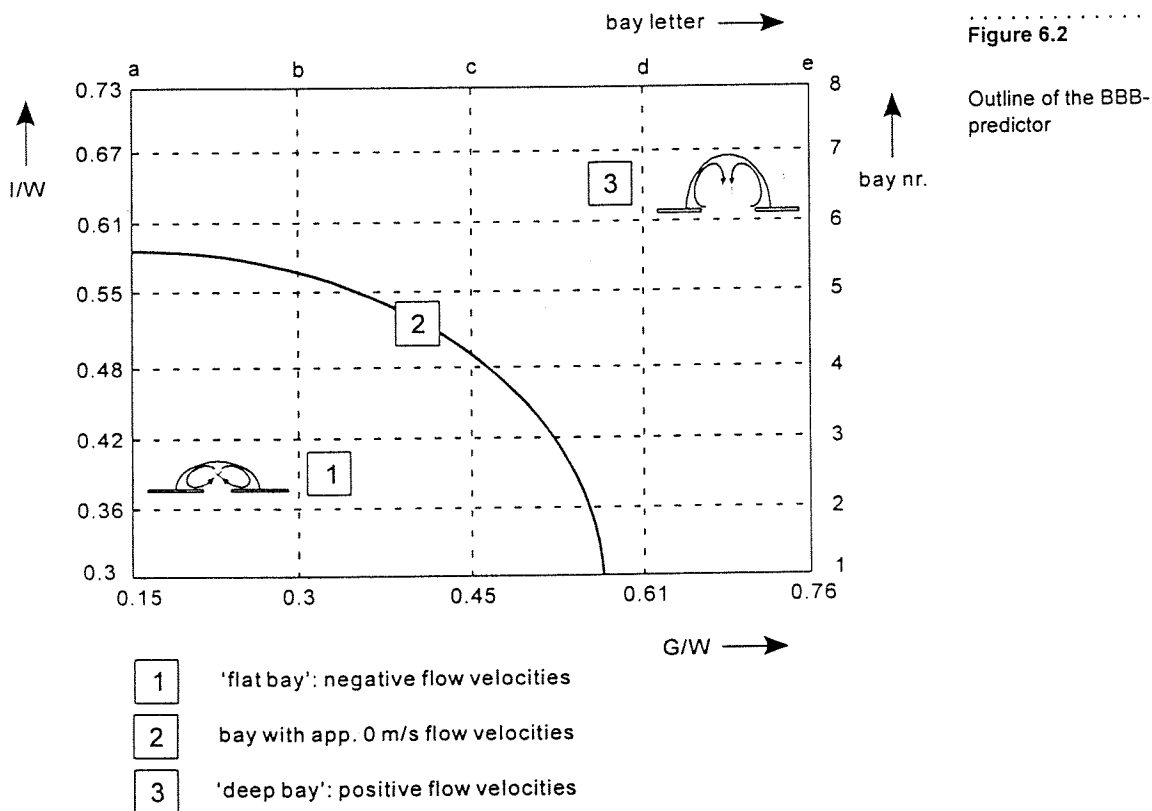 bay letter
Figure 6.2
Outline of the BBB-
predictor
a b c d e
0.73 8
0.67 7
I/W 3 bay nr.
0.61 6
0.55 5
2
0.48 4
0.42 3
1
0.36 2
0.3 1
0.15 0.3 0.45 0.61 0.76
G/W
1 'flat bay': negative flow velocities
2 bay with app. 0 m/s flow velocities
3 'deep bay': positive flow velocities